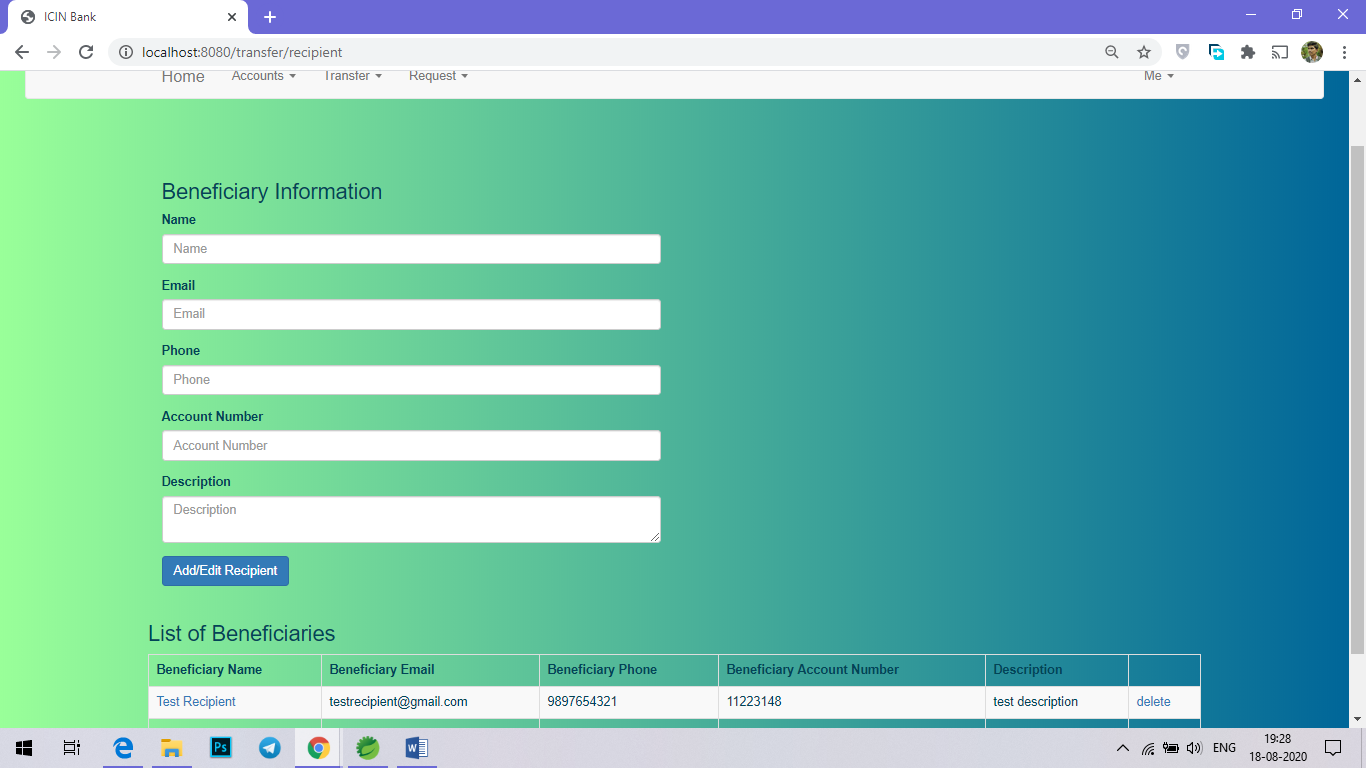 ICIN Bank
localhost:8080/transfer/recipient
Home Accounts Transfer Request Me
Beneficiary Information
Name
Name
Email
Email
Phone
Phone
Account Number
Account Number
Description
Description
Add/Edit Recipient
List of Beneficiaries
Beneficiary Name Beneficiary Email Beneficiary Phone Beneficiary Account Number Description
Test Recipient testrecipient@gmail.com 9897654321 11223148 test description delete
Ps W ENG 19:28
18-08-2020